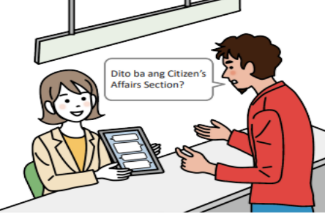 Dito ba ang Citizen's
Affairs Section?